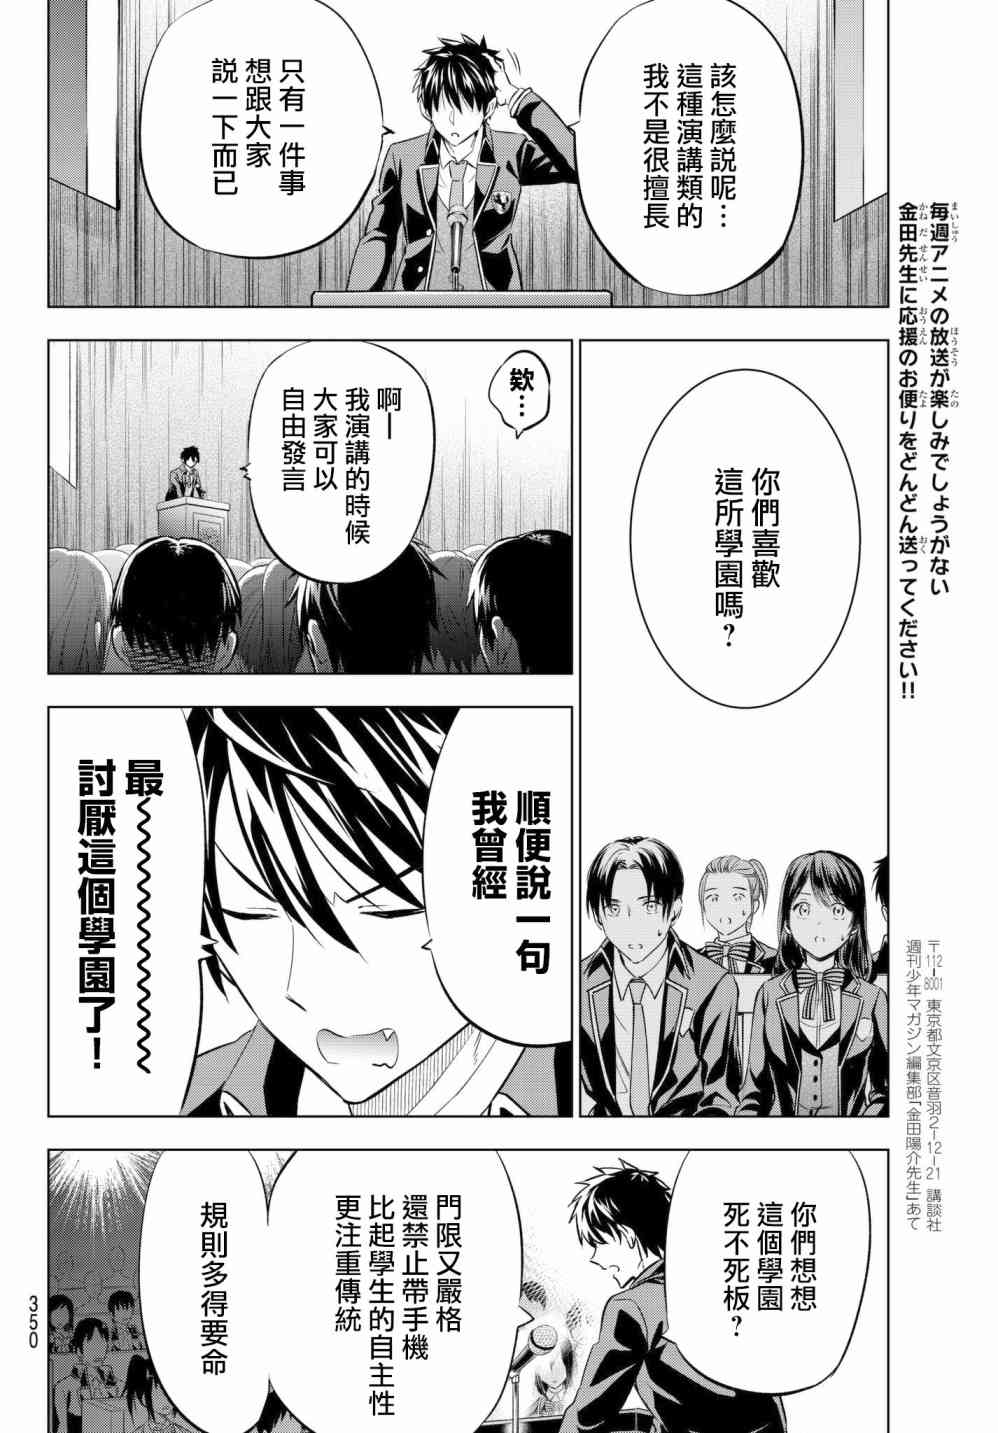 該怎麼説呢…
這種演講類的
我不是很擅長
只有一件事
想跟大家
説一下而已
你們喜歡
這所學園嗎？
欸…
啊—
我演講的時候
大家可以
自由發言
順便説一句
我曾經
最～～～～
討厭這個學園了！
你們想想
這個學園
死不死板？
門限又嚴格
還禁止帶手機
比起學生的自主性
更注重傳統
規則多得要命
毎週アニメの放送が楽しみでしょうがない
金田先生に応援のお便りをどんどん送ってください!!
〒112-8001 東京都文京区音羽2-12-21 講談社
週刊少年マガジン編集部「金田陽介先生」あて
350